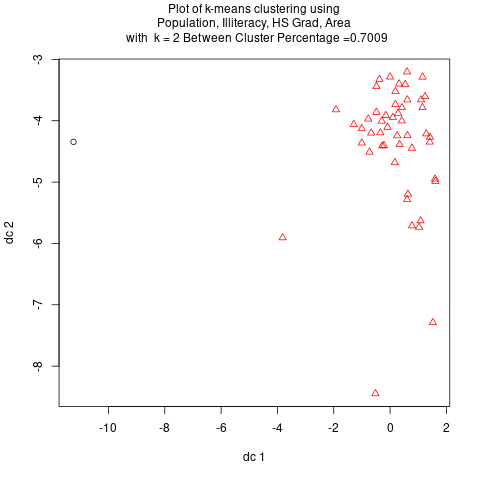 Plot of k-means clustering using
Population, Illiteracy, HS Grad, Area
with k = 2 Between Cluster Percentage =0.7009
-3
-4
-5
-6
-7
-8
dc 2
-10
-8
-6
-4
-2
0
2
dc 1